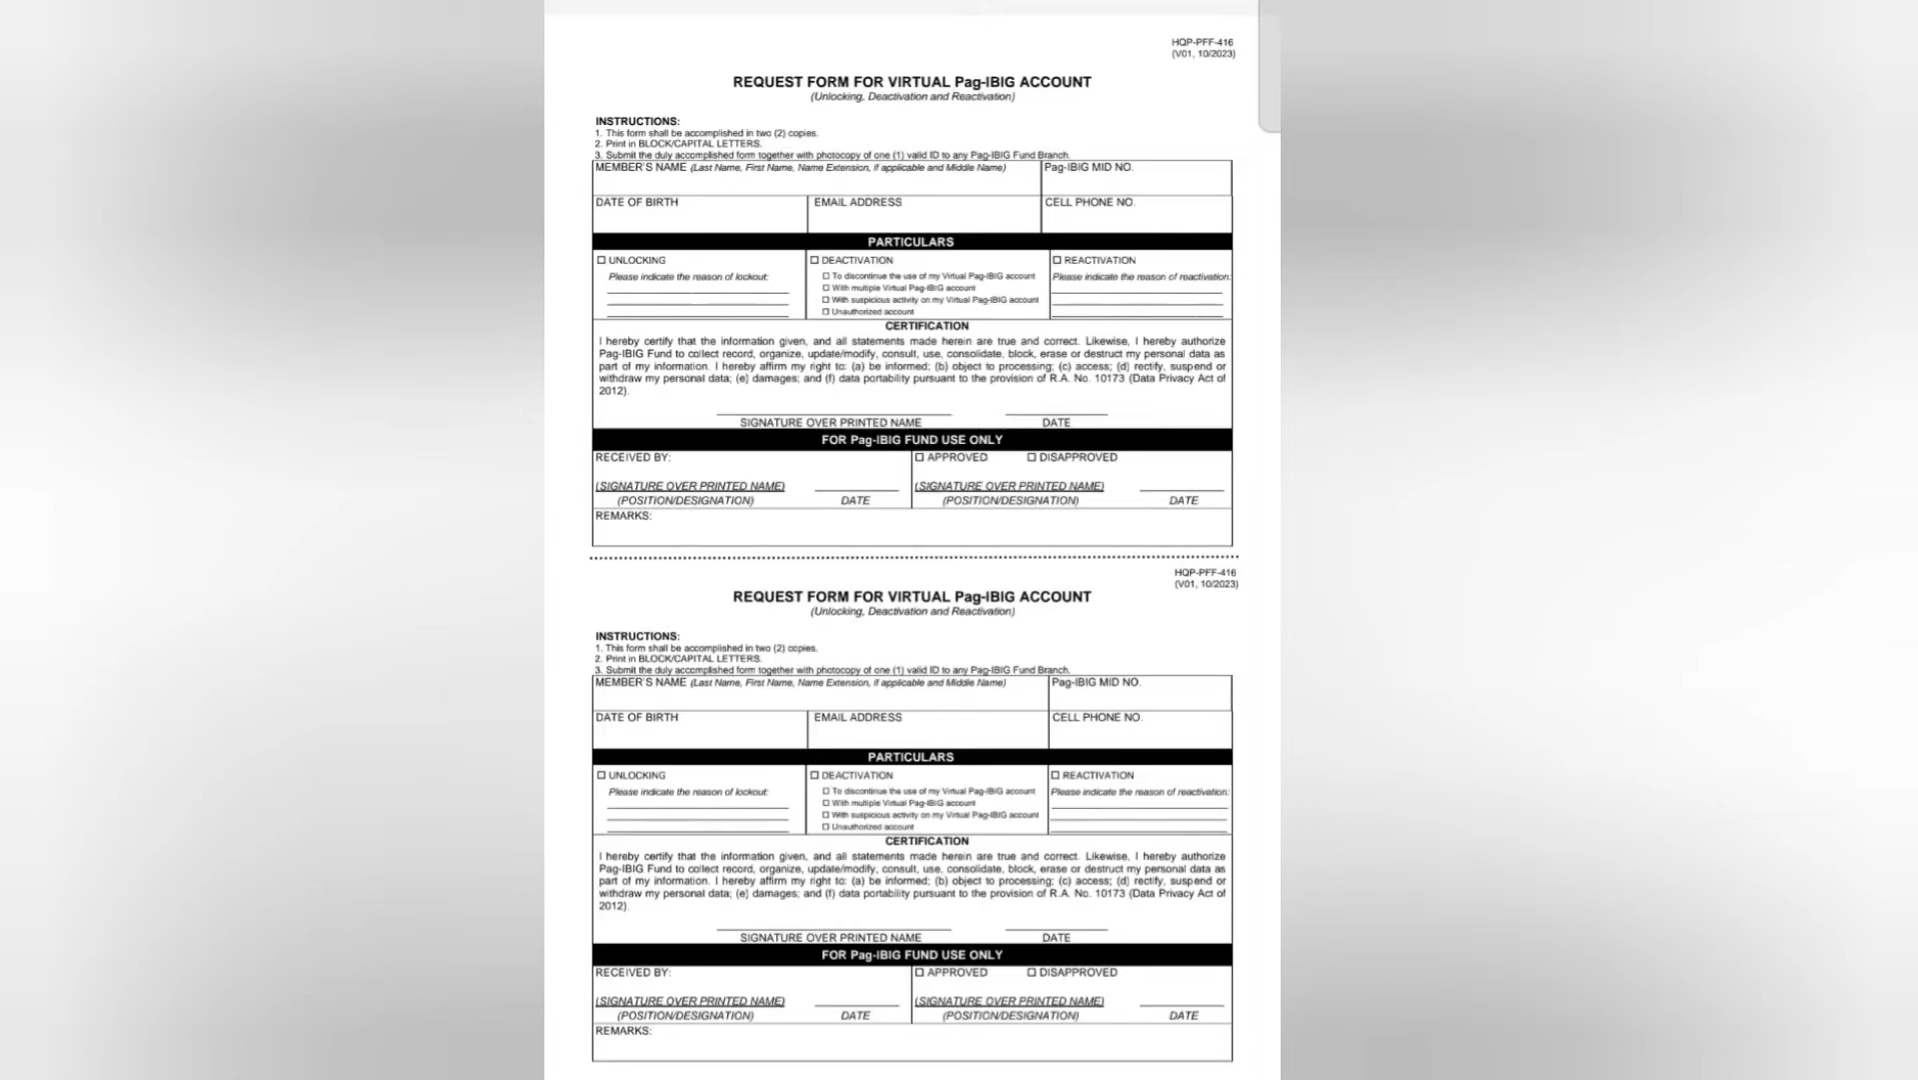 HQP-PFF-416
(V01, 10/2023)
REQUEST FORM FOR VIRTUAL Pag-IBIG ACCOUNT
(Unlocking, Deactivation and Reactivation)
INSTRUCTIONS:
1. This form shall be accomplished in two (2) copies.
2. Print in BLOCK/CAPITAL LETTERS.
3. Submit the duly accomplished form together with photocopy of one (1) valid ID to any Pag-IBIG Fund Branch.
MEMBER'S NAME (Last Name, First Name, Name Extension, if applicable and Middle Name) Pag-IBIG MID NO.
DATE OF BIRTH EMAIL ADDRESS CELL PHONE NO.
PARTICULARS
☐ UNLOCKING ☐ DEACTIVATION ☐ REACTIVATION
Please indicate the reason of lockout: ☐ To discontinue the use of my Virtual Pag-IBIG account Please indicate the reason of reactivation:
☐ With multiple Virtual Pag-IBIG account
☐ With suspicious activity on my Virtual Pag-IBIG account
☐ Unauthorized account
CERTIFICATION
I hereby certify that the information given, and all statements made herein are true and correct. Likewise, I hereby authorize
Pag-IBIG Fund to collect record, organize, update/modify, consult, use, consolidate, block, erase or destruct my personal data as
part of my information. I hereby affirm my right to: (a) be informed; (b) object to processing; (c) access; (d) rectify, suspend or
withdraw my personal data; (e) damages; and (f) data portability pursuant to the provision of R.A. No. 10173 (Data Privacy Act of
2012).
SIGNATURE OVER PRINTED NAME DATE
FOR Pag-IBIG FUND USE ONLY
RECEIVED BY: ☐ APPROVED ☐ DISAPPROVED
(SIGNATURE OVER PRINTED NAME) (SIGNATURE OVER PRINTED NAME)
(POSITION/DESIGNATION) DATE (POSITION/DESIGNATION) DATE
REMARKS:
HQP-PFF-416
(V01, 10/2023)
REQUEST FORM FOR VIRTUAL Pag-IBIG ACCOUNT
(Unlocking, Deactivation and Reactivation)
INSTRUCTIONS:
1. This form shall be accomplished in two (2) copies.
2. Print in BLOCK/CAPITAL LETTERS.
3. Submit the duly accomplished form together with photocopy of one (1) valid ID to any Pag-IBIG Fund Branch.
MEMBER'S NAME (Last Name, First Name, Name Extension, if applicable and Middle Name) Pag-IBIG MID NO.
DATE OF BIRTH EMAIL ADDRESS CELL PHONE NO.
PARTICULARS
☐ UNLOCKING ☐ DEACTIVATION ☐ REACTIVATION
Please indicate the reason of lockout: ☐ To discontinue the use of my Virtual Pag-IBIG account Please indicate the reason of reactivation:
☐ With multiple Virtual Pag-IBIG account
☐ With suspicious activity on my Virtual Pag-IBIG account
☐ Unauthorized account
CERTIFICATION
I hereby certify that the information given, and all statements made herein are true and correct. Likewise, I hereby authorize
Pag-IBIG Fund to collect record, organize, update/modify, consult, use, consolidate, block, erase or destruct my personal data as
part of my information. I hereby affirm my right to: (a) be informed; (b) object to processing; (c) access; (d) rectify, suspend or
withdraw my personal data; (e) damages; and (f) data portability pursuant to the provision of R.A. No. 10173 (Data Privacy Act of
2012).
SIGNATURE OVER PRINTED NAME DATE
FOR Pag-IBIG FUND USE ONLY
RECEIVED BY: ☐ APPROVED ☐ DISAPPROVED
(SIGNATURE OVER PRINTED NAME) (SIGNATURE OVER PRINTED NAME)
(POSITION/DESIGNATION) DATE (POSITION/DESIGNATION) DATE
REMARKS: